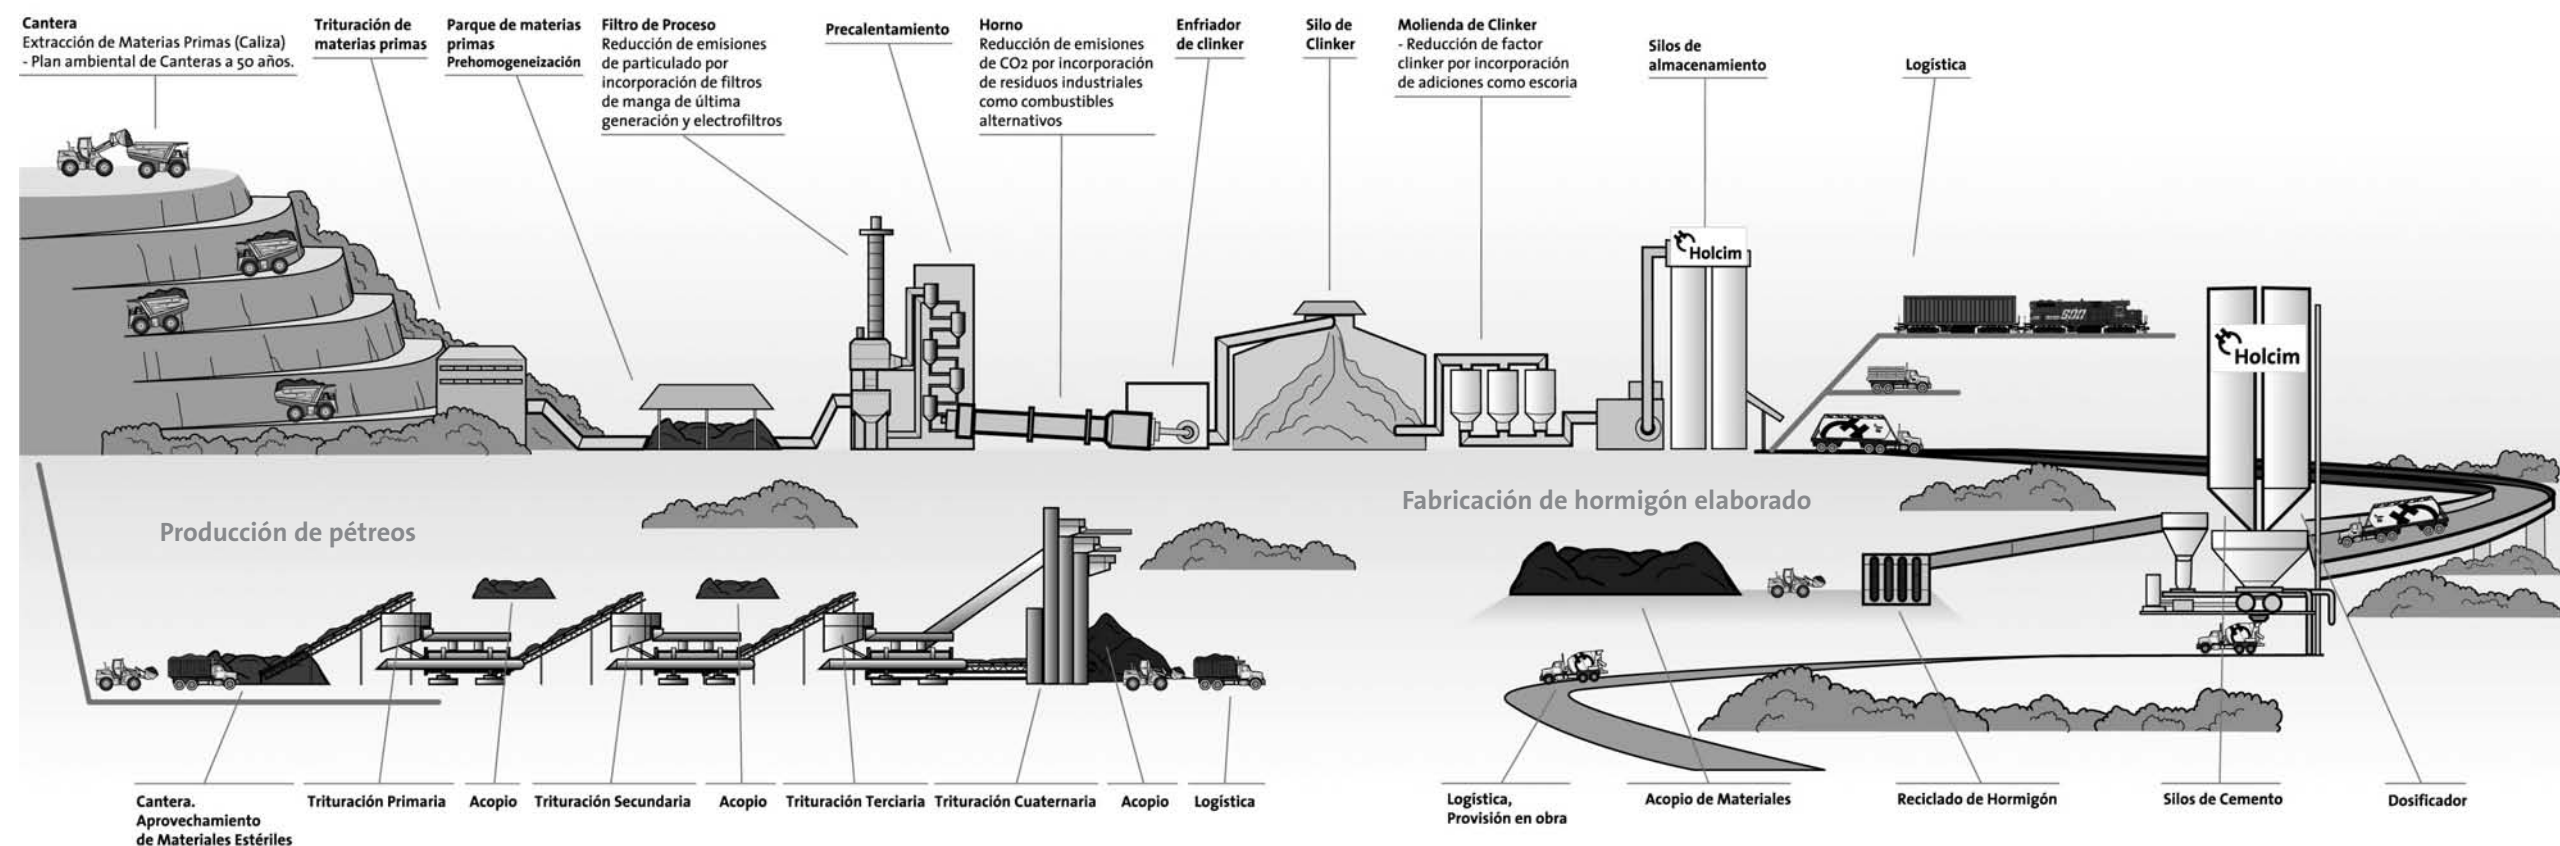 Cantera
Extracción de Materias Primas (Caliza)
- Plan ambiental de Canteras a 50 años.
Trituración de
materias primas
Parque de materias
primas
Prehomogeneización
Filtro de Proceso
Reducción de emisiones
de particulado por
incorporación de filtros
de manga de última
generación y electrofiltros
Precalentamiento
Horno
Reducción de emisiones
de CO2 por incorporación
de residuos industriales
como combustibles
alternativos
Enfriador
de clinker
Silo de
Clinker
Molienda de Clinker
- Reducción de factor
clinker por incorporación
de adiciones como escoria
Silos de
almacenamiento
Logística
Holcim
Holcim
Producción de pétreos
Fabricación de hormigón elaborado
Cantera.
Aprovechamiento
de Materiales Estériles
Trituración Primaria
Acopio
Trituración Secundaria
Acopio
Trituración Terciaria
Trituración Cuaternaria
Acopio
Logística
Logística,
Provisión en obra
Acopio de Materiales
Reciclado de Hormigón
Silos de Cemento
Dosificador